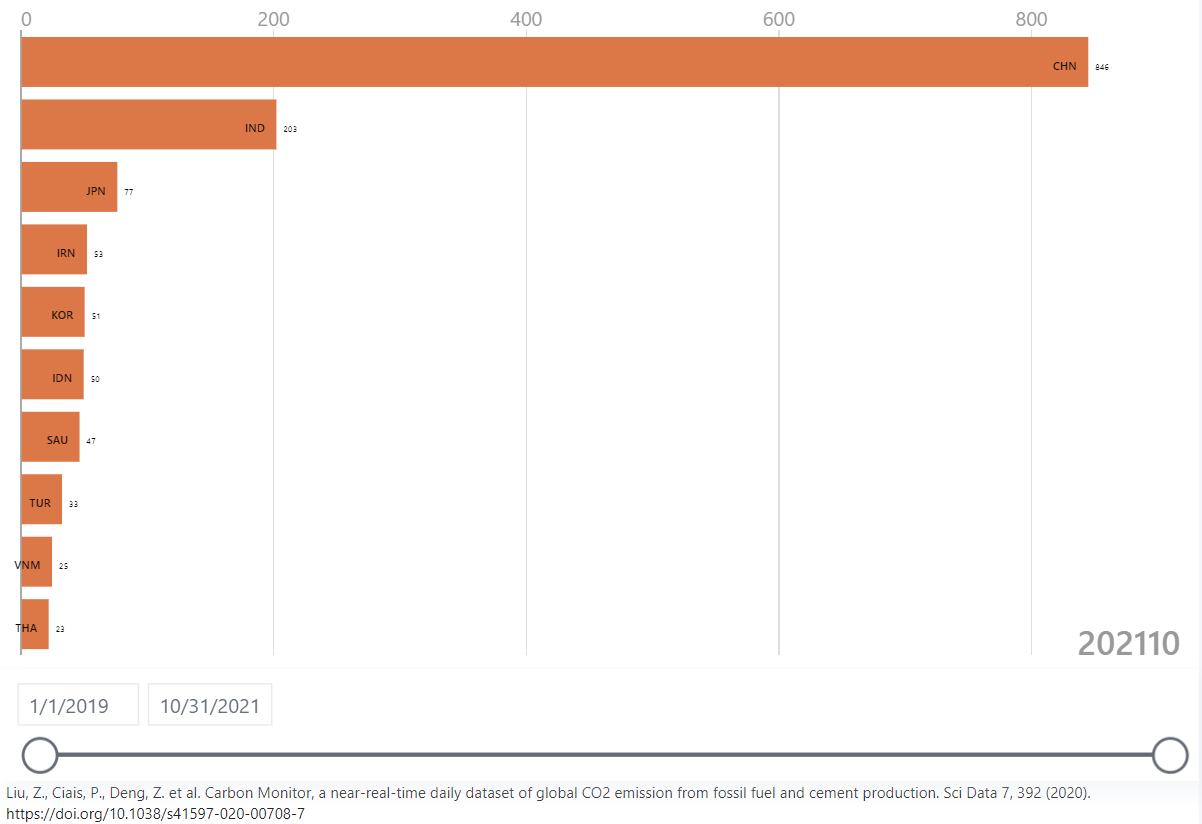 0 200 400 600 800
CHN 846
IND 203
JPN 77
IRN 53
KOR 51
IDN 50
SAU 47
TUR 33
VNM 25
THA 23
202110
1/1/2019 10/31/2021
Liu, Z., Ciais, P., Deng, Z. et al. Carbon Monitor, a near-real-time daily dataset of global CO2 emission from fossil fuel and cement production. Sci Data 7, 392 (2020).
https://doi.org/10.1038/s41597-020-00708-7